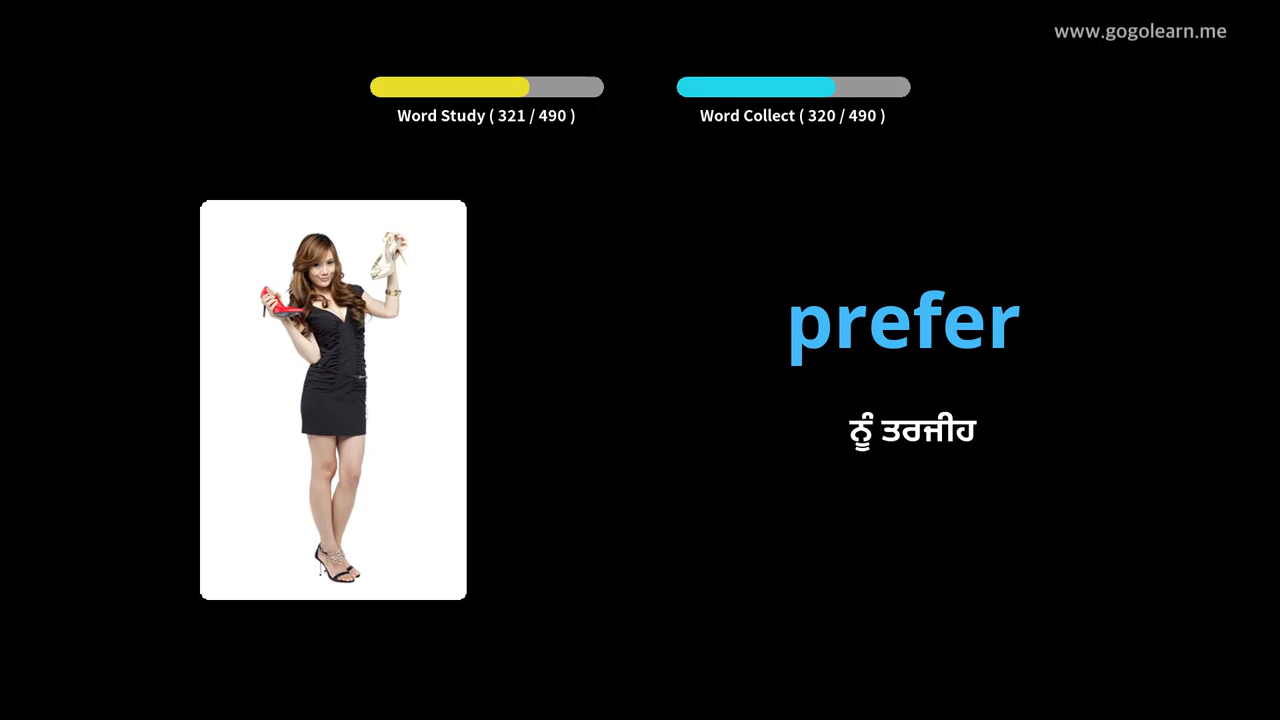 www.gogolearn.me
Word Study ( 321 / 490 )
Word Collect ( 320 / 490 )
prefer
ਨੂੰ ਤਰਜੀਹ